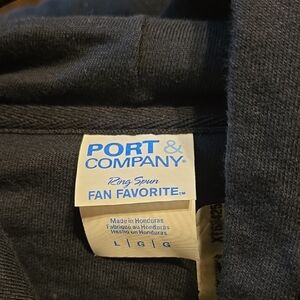 PORT &
COMPANY®
Ring Spun
FAN FAVORITE™
Made in Honduras
Fabriqué au Honduras
Hecho en Honduras
L | G | G